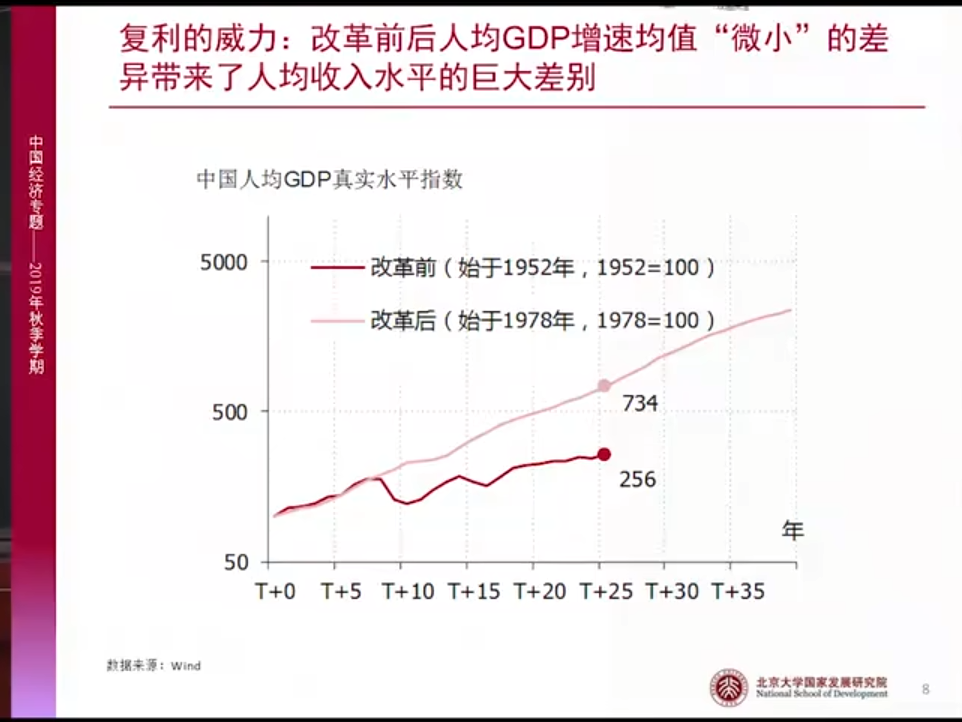 复利的威力：改革前后人均GDP增速均值“微小”的差
异带来了人均收入水平的巨大差别
中国经济专题——2019年秋季学期
中国人均GDP真实水平指数
5000
改革前（始于1952年，1952=100）
改革后（始于1978年，1978=100）
500
734
256
年
50
T+0 T+5 T+10 T+15 T+20 T+25 T+30 T+35
数据来源：Wind
北京大学国家发展研究院
National School of Development
8